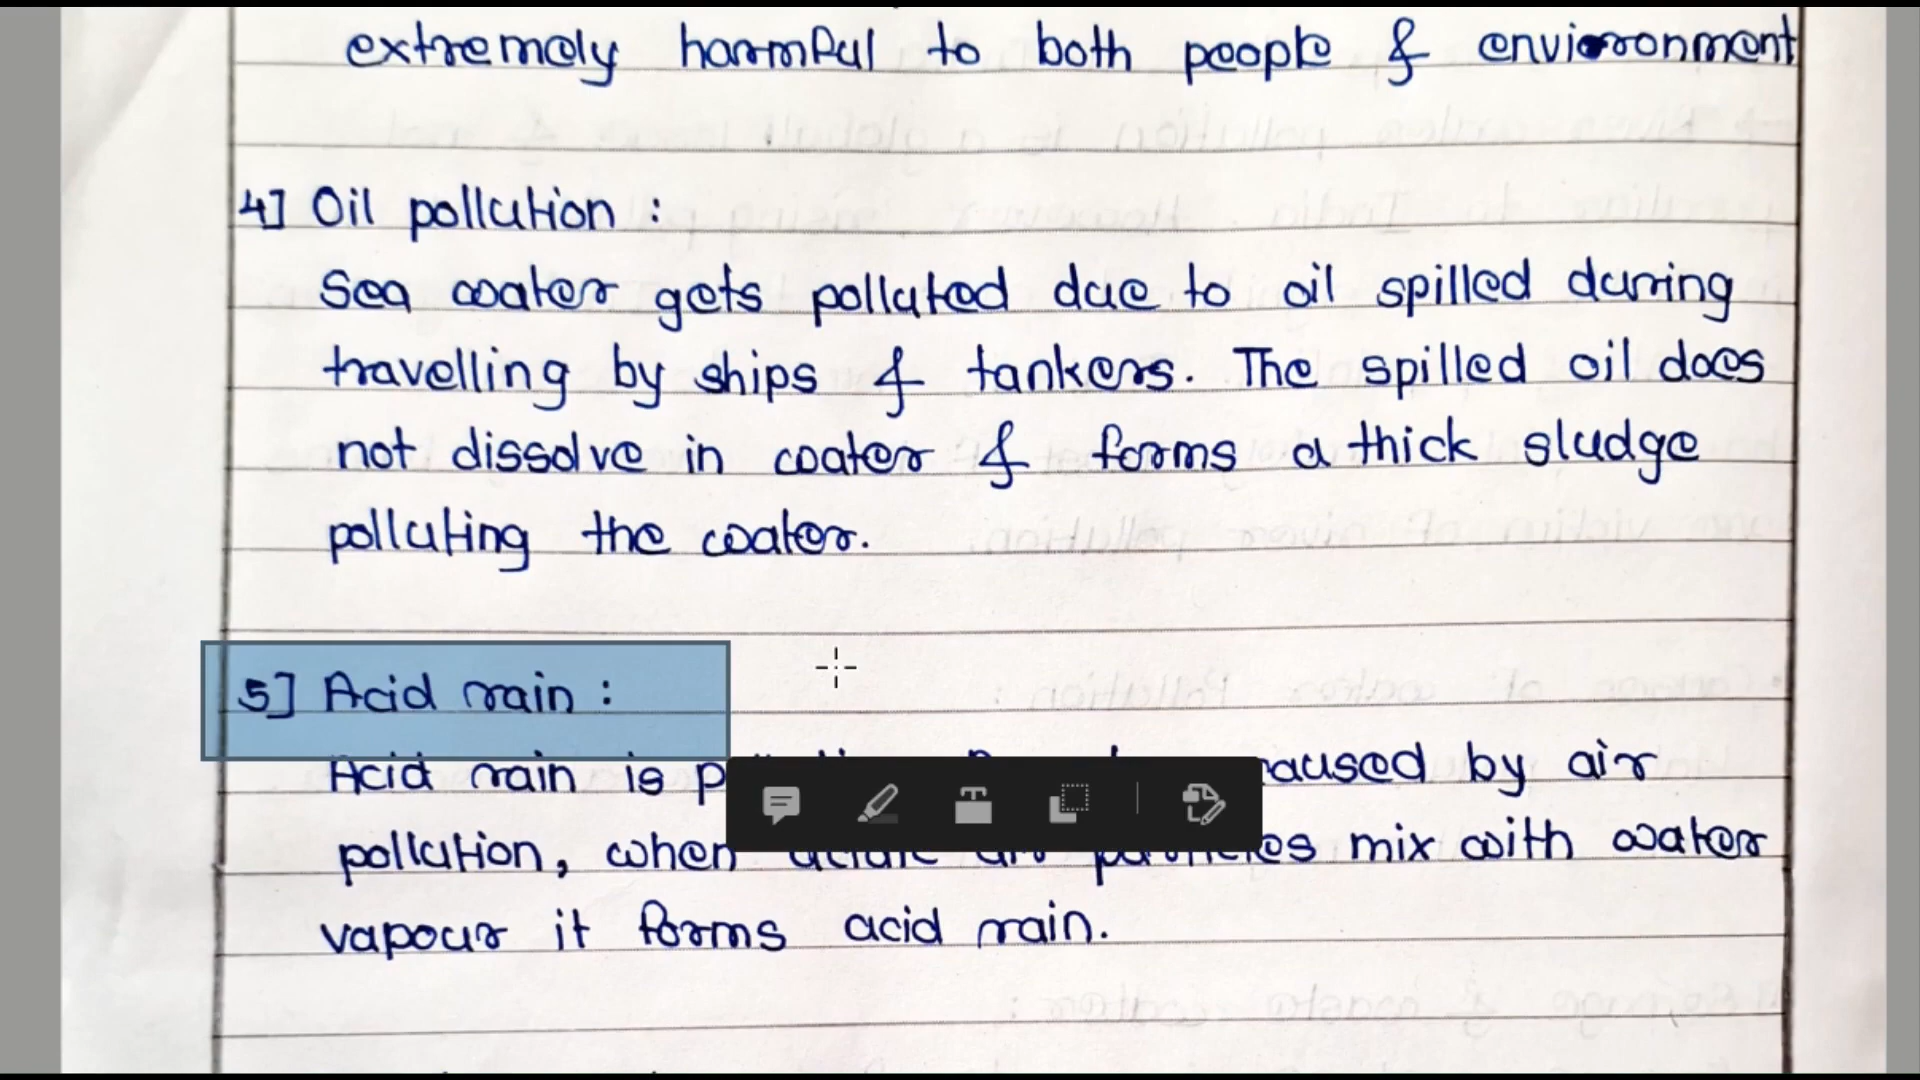 extremely harmful to both people & environment
4] Oil pollution :
Sea water gets polluted due to oil spilled during
travelling by ships & tankers. The spilled oil does
not dissolve in water & forms a thick sludge
polluting the water.
5] Acid rain :
Acid rain is caused by air
pollution, when mix with water
vapour it forms acid rain.